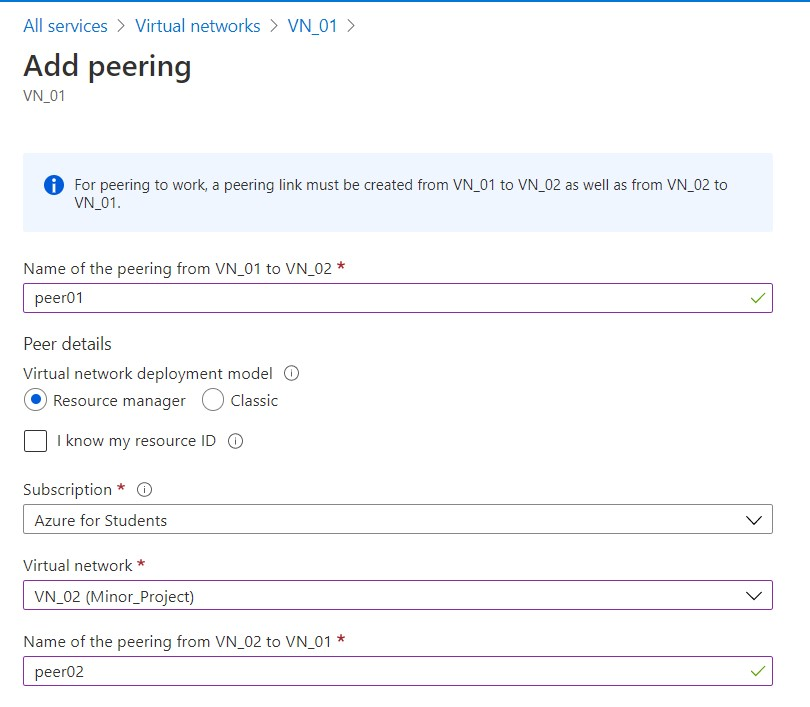 All services > Virtual networks > VN_01 >
Add peering
VN_01
For peering to work, a peering link must be created from VN_01 to VN_02 as well as from VN_02 to
VN_01.
Name of the peering from VN_01 to VN_02 *
peer01
Peer details
Virtual network deployment model
Resource manager Classic
I know my resource ID
Subscription *
Azure for Students
Virtual network *
VN_02 (Minor_Project)
Name of the peering from VN_02 to VN_01 *
peer02